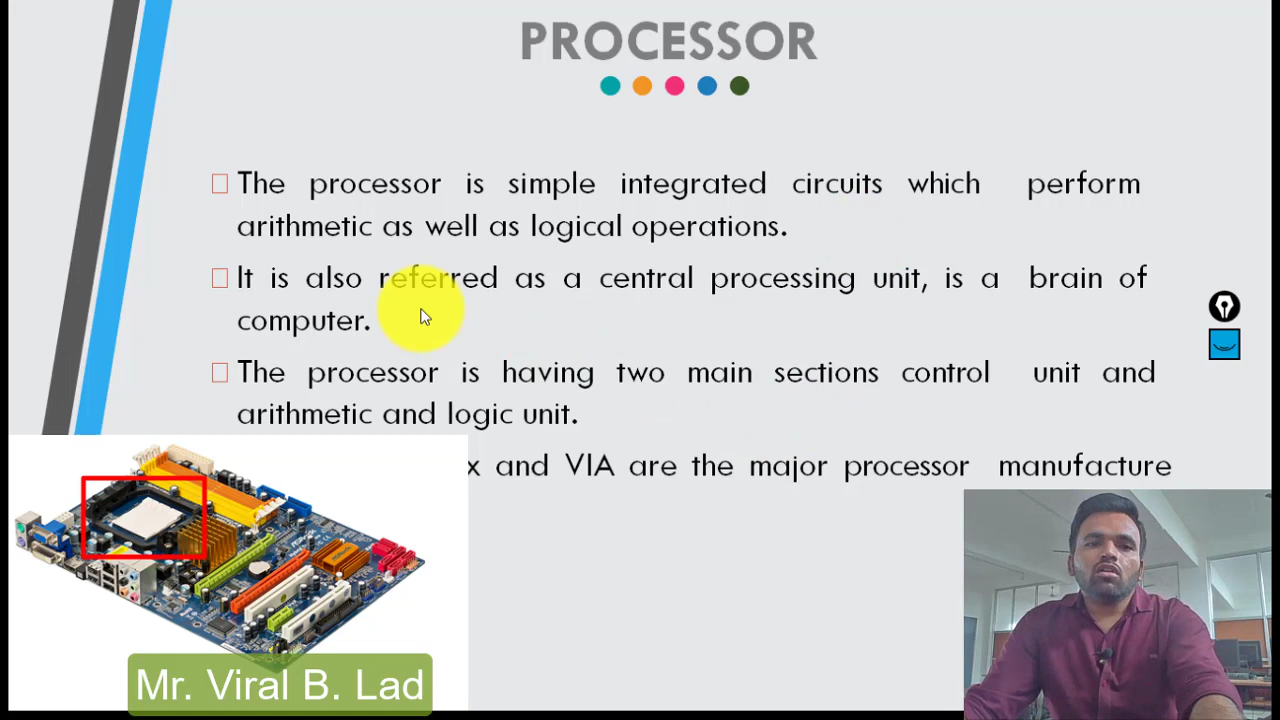 PROCESSOR
The processor is simple integrated circuits which perform
arithmetic as well as logical operations.
It is also referred as a central processing unit, is a brain of
computer.
The processor is having two main sections control unit and
arithmetic and logic unit.
x and VIA are the major processor manufacture
Mr. Viral B. Lad